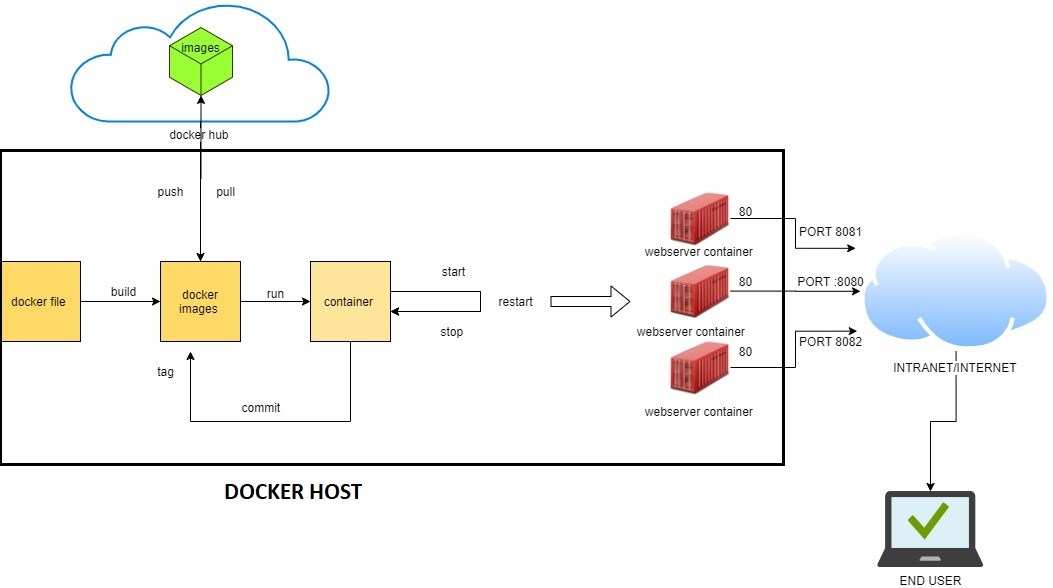 images
docker hub
push
pull
docker file
build
docker
images
run
container
start
restart
stop
tag
commit
80
webserver container
80
webserver container
80
webserver container
PORT 8081
PORT :8080
PORT 8082
INTRANET/INTERNET
DOCKER HOST
END USER